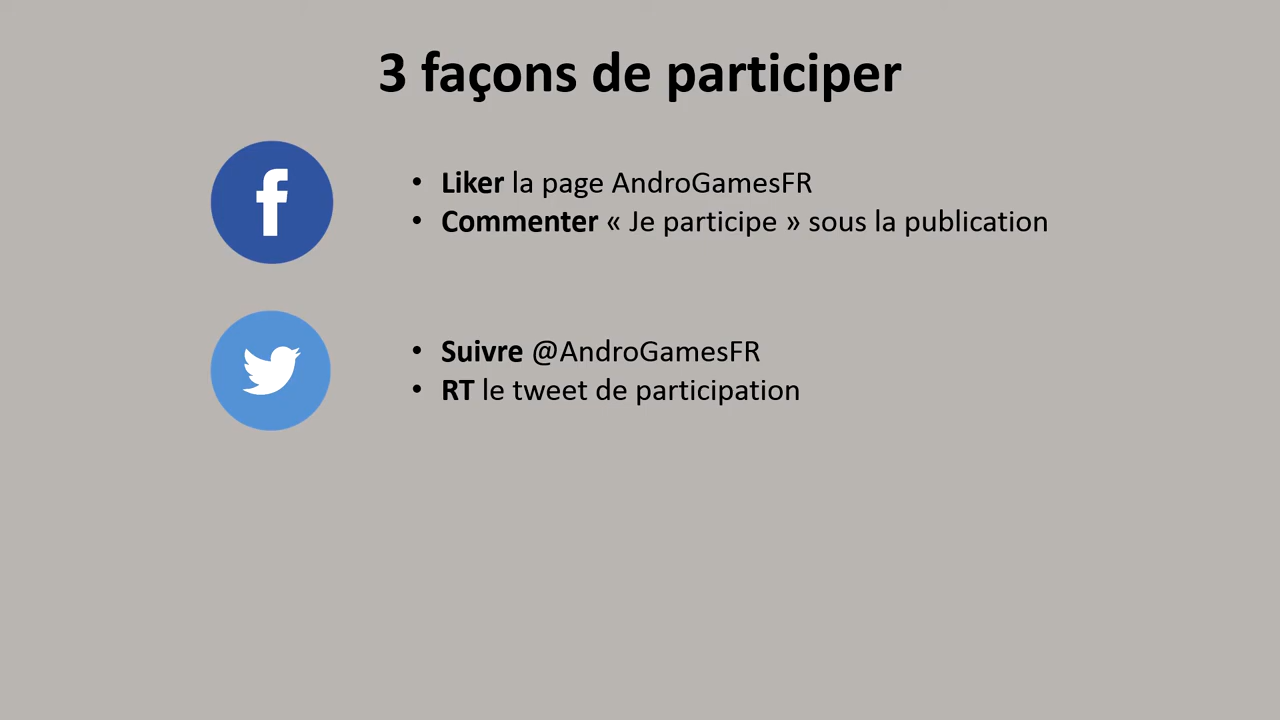 3 façons de participer
• Liker la page AndroGamesFR
• Commenter « Je participe » sous la publication
• Suivre @AndroGamesFR
• RT le tweet de participation